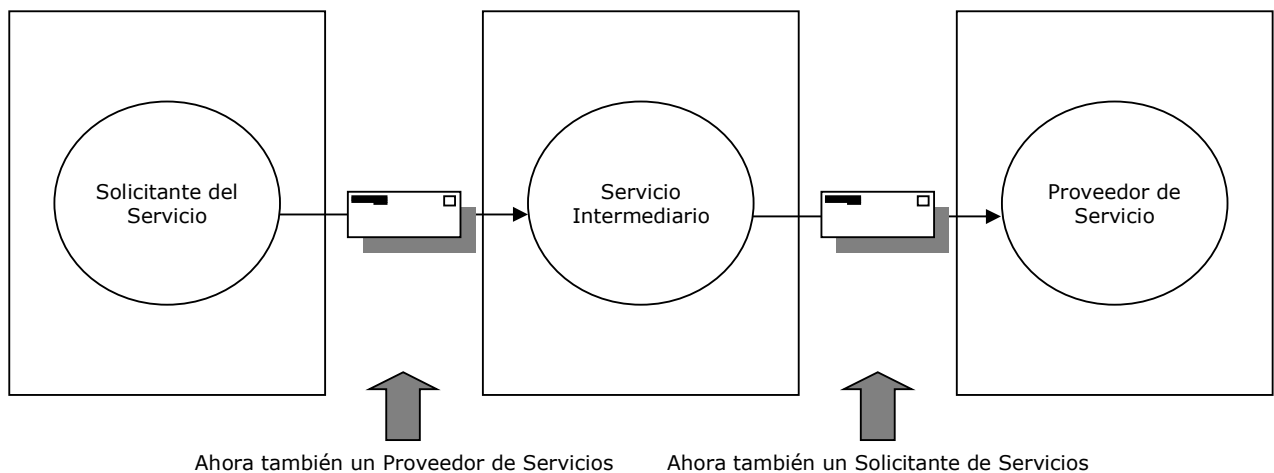 Solicitante del
Servicio
Servicio
Intermediario
Proveedor de
Servicio
Ahora también un Proveedor de Servicios
Ahora también un Solicitante de Servicios